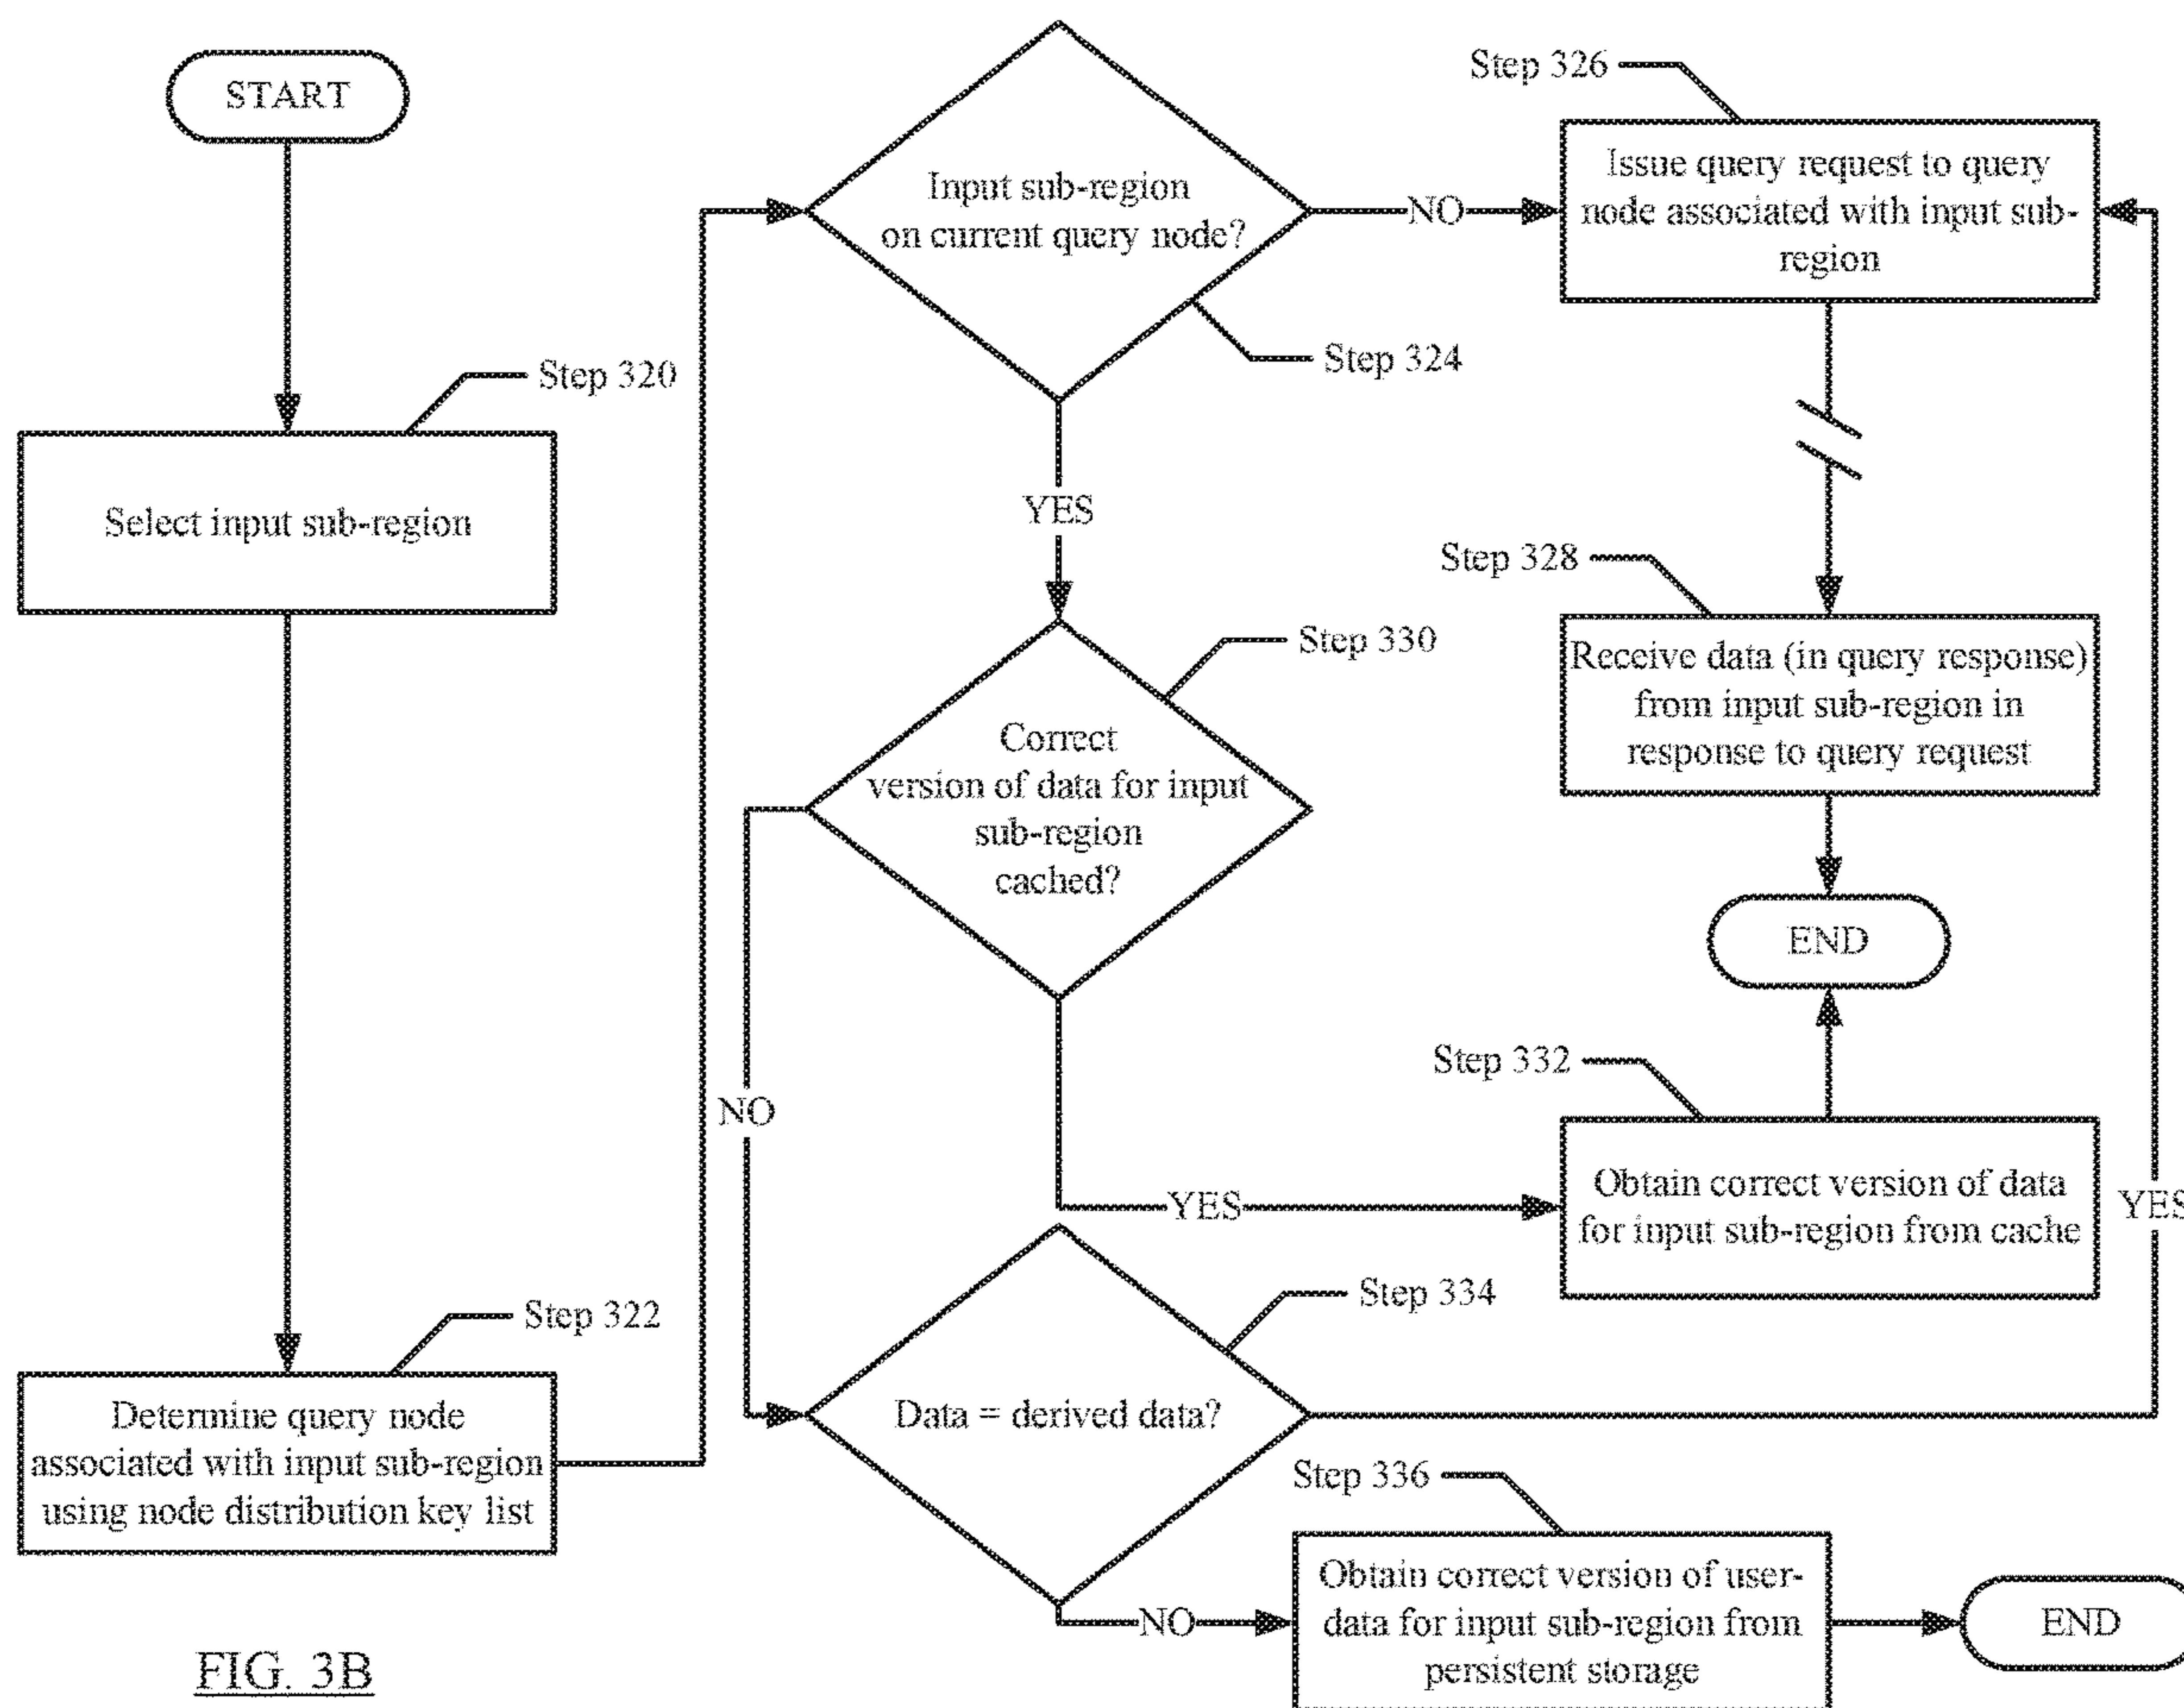 START
Step 320
Select input sub-region
Step 322
Determine query node
associated with input sub-region
using node distribution key list
Input sub-region
on current query node?
Step 324
NO
YES
Step 326
Issue query request to query
node associated with input sub-
region
Step 328
Receive data (in query response)
from input sub-region in
response to query request
END
Step 330
Correct
version of data for input
sub-region
cached?
NO
YES
Step 332
Obtain correct version of data
for input sub-region from cache
Step 334
Data = derived data?
YES
NO
Step 336
Obtain correct version of user-
data for input sub-region from
persistent storage
END
FIG. 3B